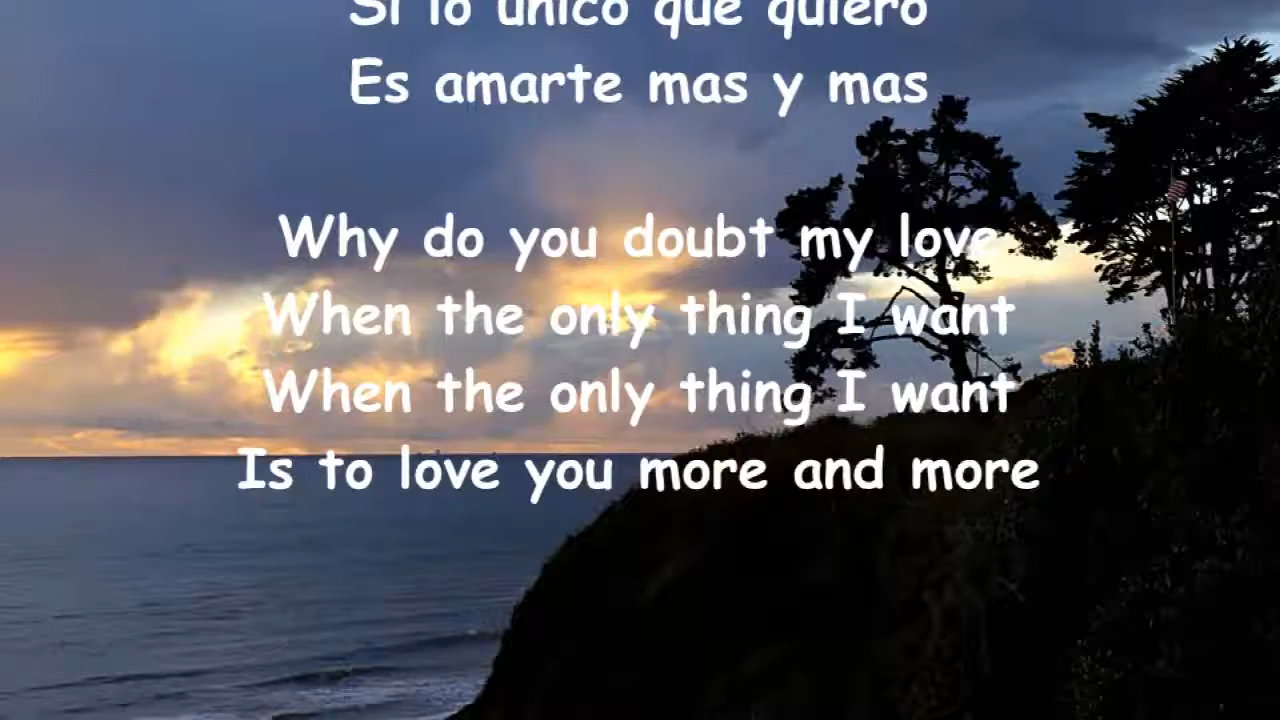 Si lo unico que quiero
Es amarte mas y mas
Why do you doubt my love
When the only thing I want
When the only thing I want
Is to love you more and more